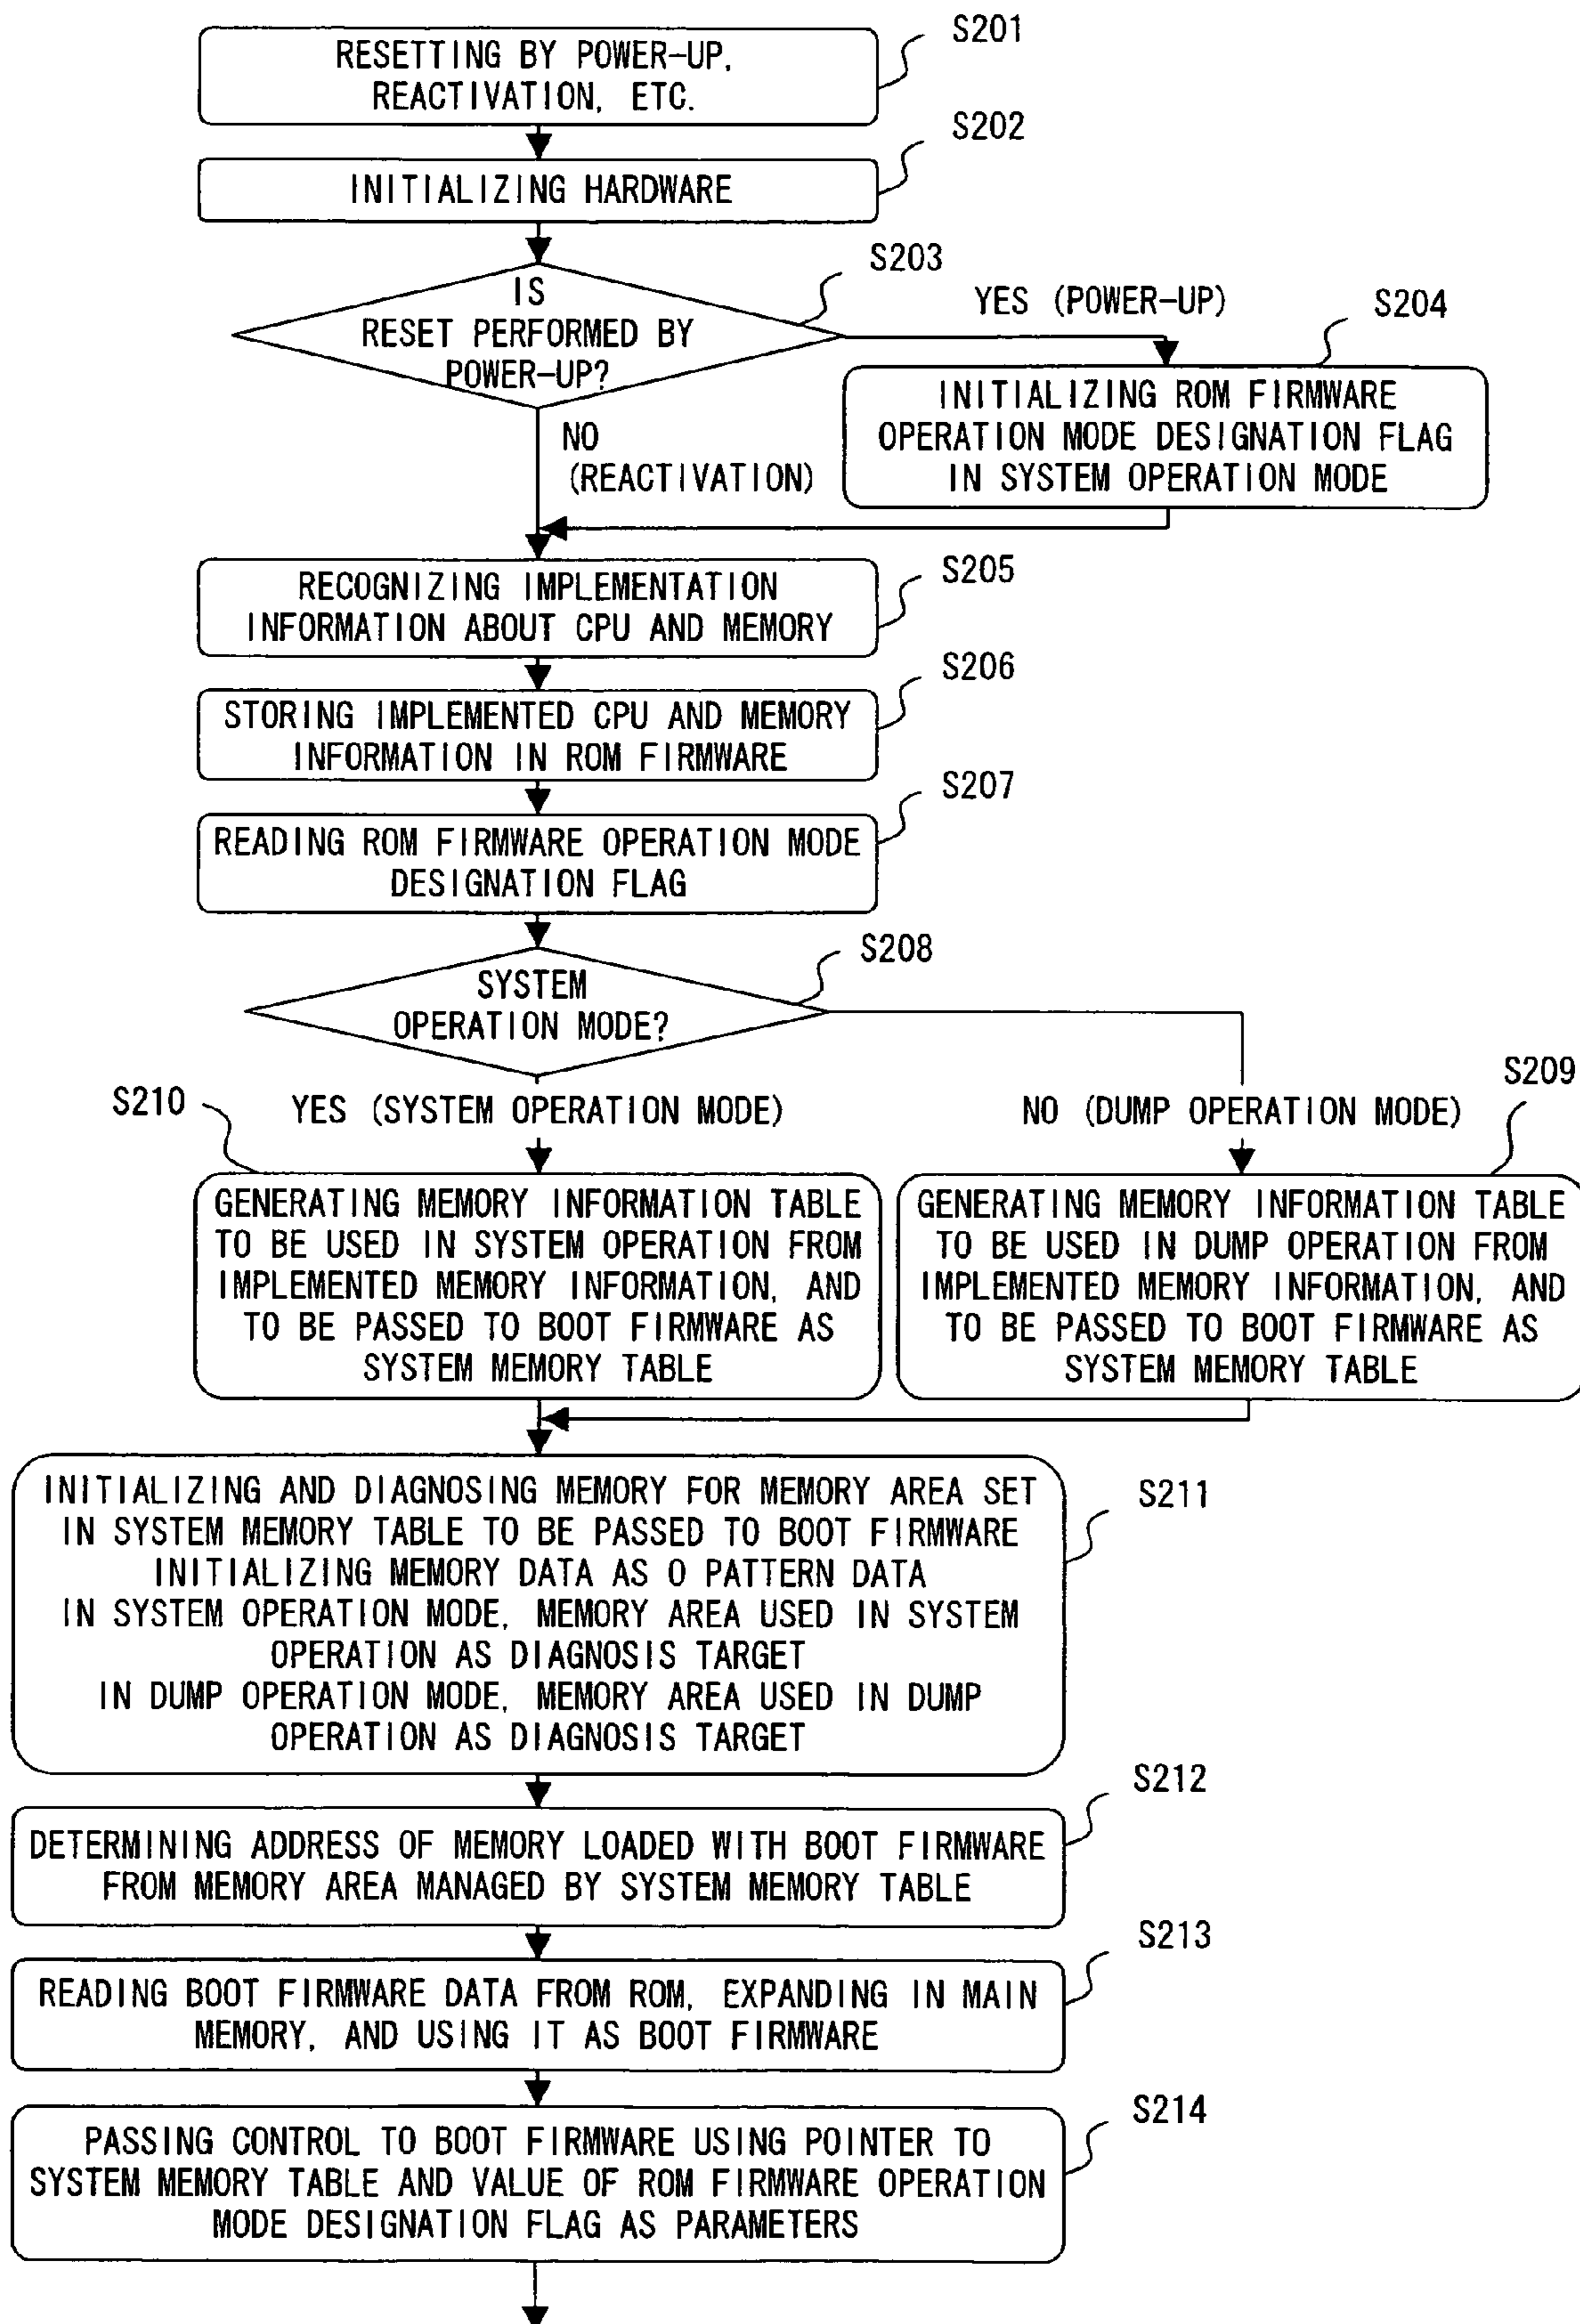 S201
RESETTING BY POWER-UP,
REACTIVATION, ETC.
S202
INITIALIZING HARDWARE
S203
IS
RESET PERFORMED BY
POWER-UP?
YES (POWER-UP)
S204
INITIALIZING ROM FIRMWARE
OPERATION MODE DESIGNATION FLAG
IN SYSTEM OPERATION MODE
NO
(REACTIVATION)
S205
RECOGNIZING IMPLEMENTATION
INFORMATION ABOUT CPU AND MEMORY
S206
STORING IMPLEMENTED CPU AND MEMORY
INFORMATION IN ROM FIRMWARE
S207
READING ROM FIRMWARE OPERATION MODE
DESIGNATION FLAG
S208
SYSTEM
OPERATION MODE?
S210
YES (SYSTEM OPERATION MODE)
NO (DUMP OPERATION MODE)
S209
GENERATING MEMORY INFORMATION TABLE
TO BE USED IN SYSTEM OPERATION FROM
IMPLEMENTED MEMORY INFORMATION, AND
TO BE PASSED TO BOOT FIRMWARE AS
SYSTEM MEMORY TABLE
GENERATING MEMORY INFORMATION TABLE
TO BE USED IN DUMP OPERATION FROM
IMPLEMENTED MEMORY INFORMATION, AND
TO BE PASSED TO BOOT FIRMWARE AS
SYSTEM MEMORY TABLE
S211
INITIALIZING AND DIAGNOSING MEMORY FOR MEMORY AREA SET
IN SYSTEM MEMORY TABLE TO BE PASSED TO BOOT FIRMWARE
INITIALIZING MEMORY DATA AS 0 PATTERN DATA
IN SYSTEM OPERATION MODE, MEMORY AREA USED IN SYSTEM
OPERATION AS DIAGNOSIS TARGET
IN DUMP OPERATION MODE, MEMORY AREA USED IN DUMP
OPERATION AS DIAGNOSIS TARGET
S212
DETERMINING ADDRESS OF MEMORY LOADED WITH BOOT FIRMWARE
FROM MEMORY AREA MANAGED BY SYSTEM MEMORY TABLE
S213
READING BOOT FIRMWARE DATA FROM ROM, EXPANDING IN MAIN
MEMORY, AND USING IT AS BOOT FIRMWARE
S214
PASSING CONTROL TO BOOT FIRMWARE USING POINTER TO
SYSTEM MEMORY TABLE AND VALUE OF ROM FIRMWARE OPERATION
MODE DESIGNATION FLAG AS PARAMETERS